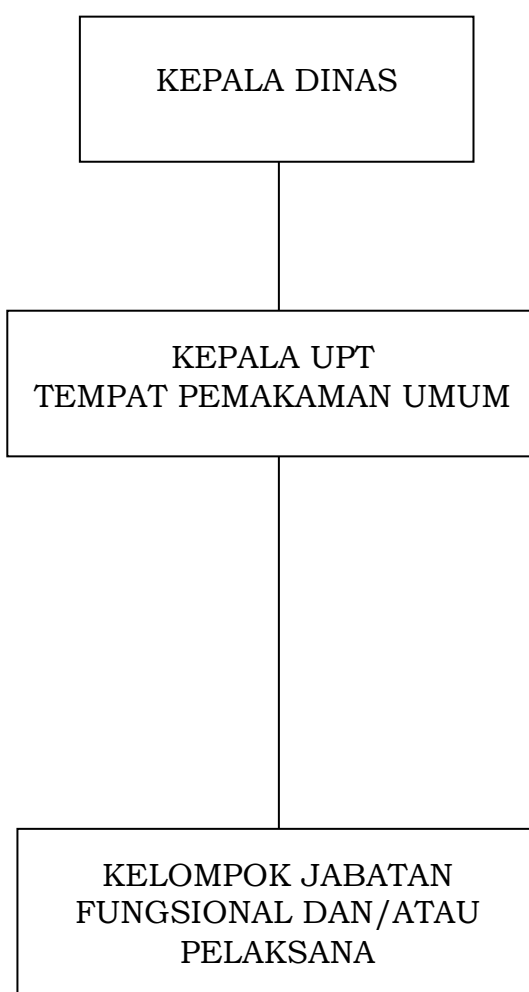 KEPALA DINAS
KEPALA UPT
TEMPAT PEMAKAMAN UMUM
KELOMPOK JABATAN
FUNGSIONAL DAN/ATAU
PELAKSANA